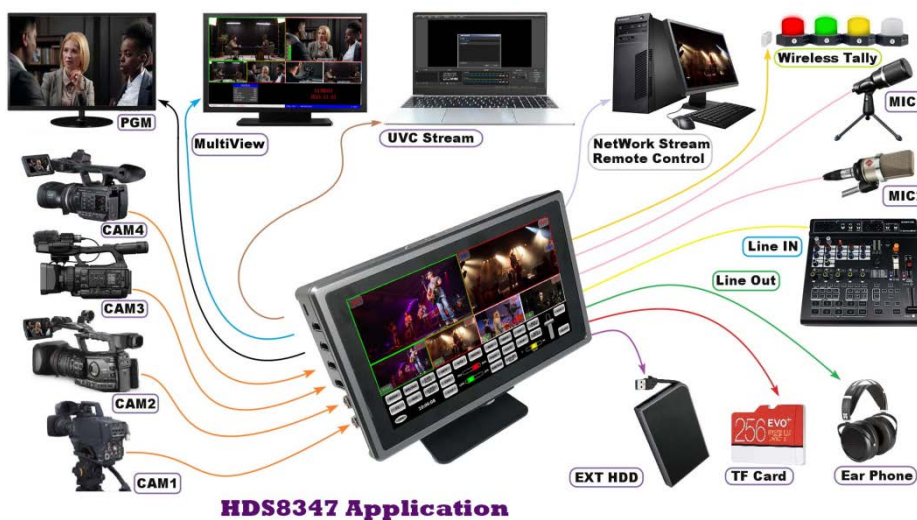 PGM
MultiView
UVC Stream
NetWork Stream
Remote Control
Wireless Tally
MIC
MIC
CAM4
CAM3
CAM2
CAM1
Line IN
Line Out
EXT HDD
256 EVO+
TF Card
Ear Phone
HDS8347 Application